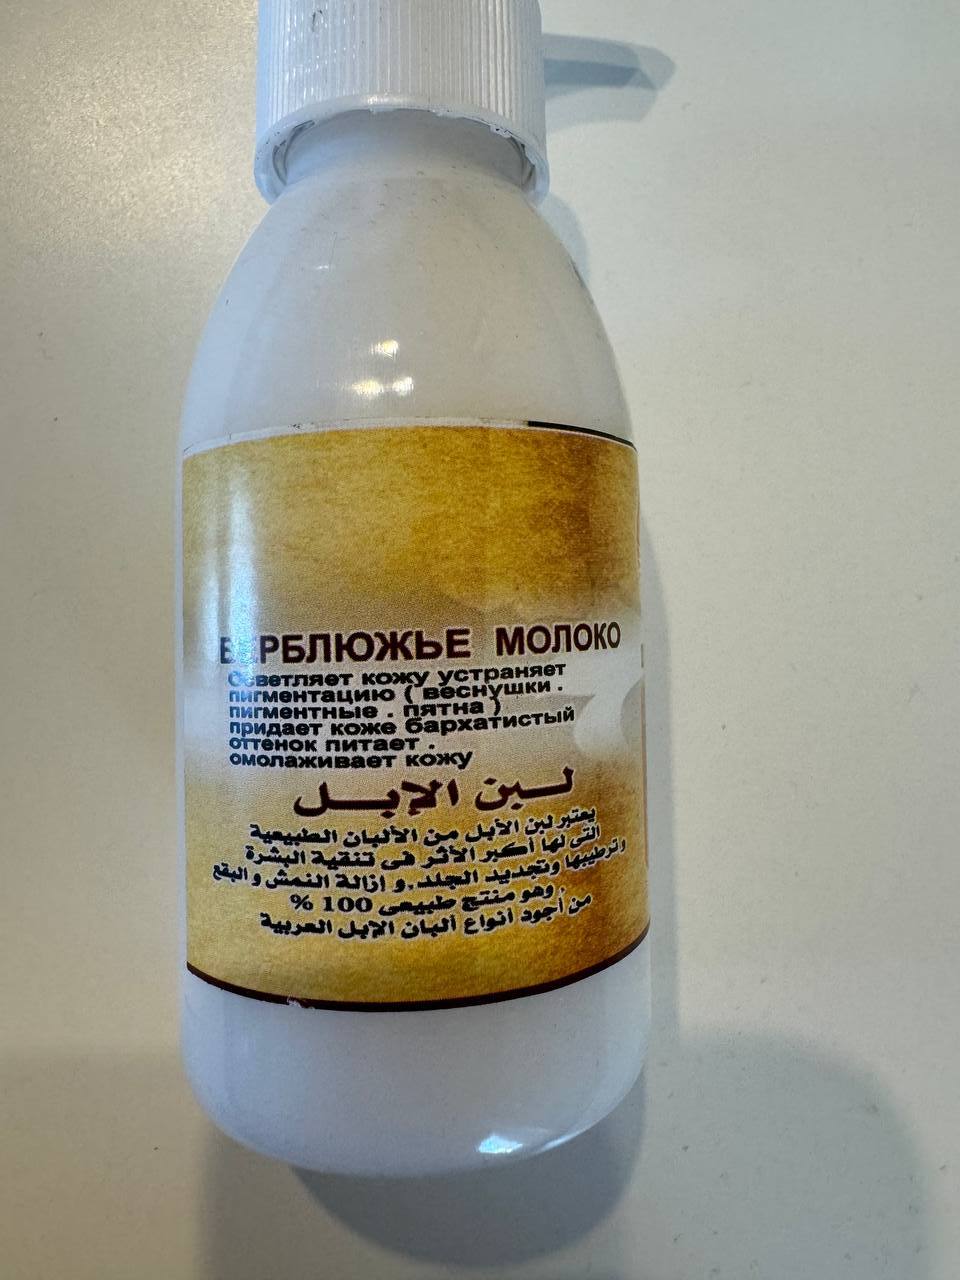 ВЕРБЛЮЖЬЕ МОЛОКО
Осветляет кожу устраняет
пигментацию ( веснушки .
пигментные . пятна )
придает коже бархатистый
оттенок питает .
омолаживает кожу
لبن الإبل
يعتبر لبن الأبل من الألبان الطبيعية
التى لها أكبر الأثر فى تنقية البشرة
وترطيبها وتجديد الجلد . و إزالة النمش و البقع
. وهو منتج طبيعى 100 %
من أجود انواع ألبان الإبل العربية